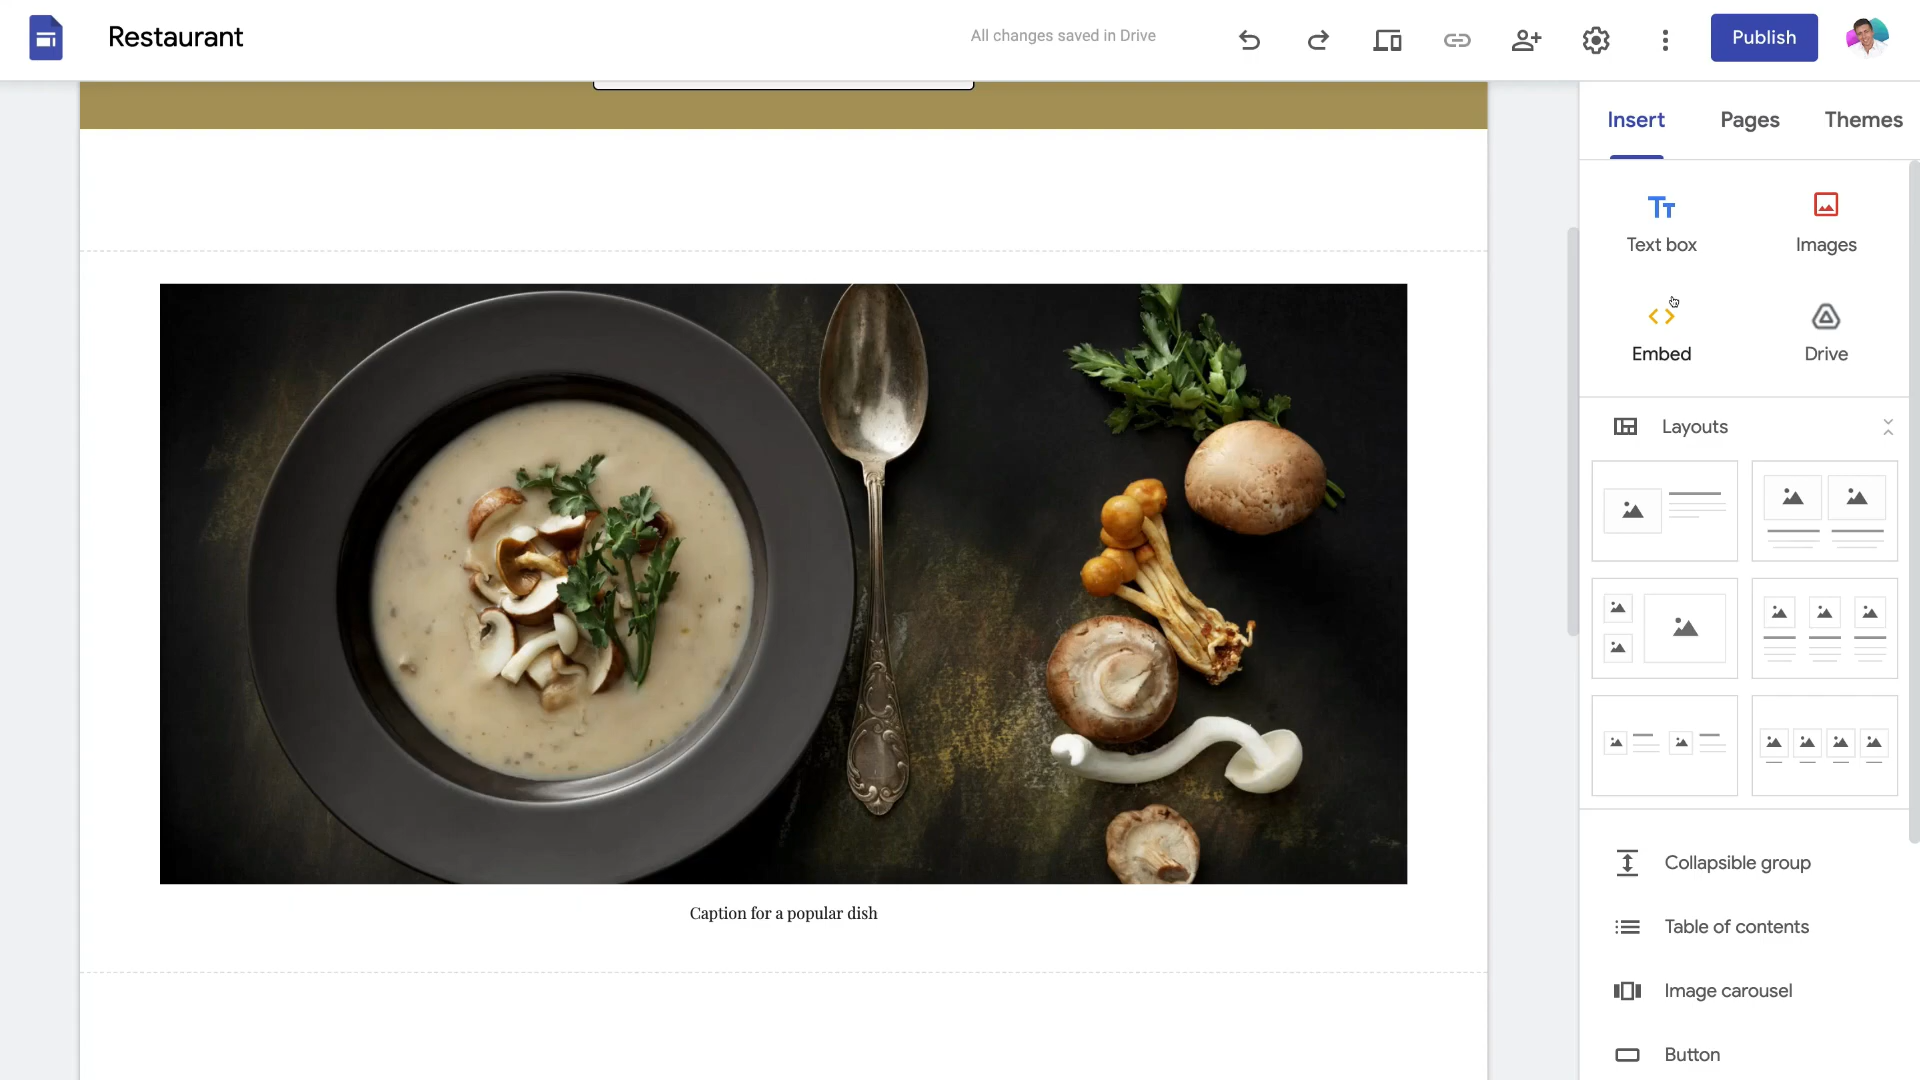 Restaurant
All changes saved in Drive
Publish
Insert
Pages
Themes
Text box
Images
Embed
Drive
Layouts
Caption for a popular dish
Collapsible group
Table of contents
Image carousel
Button